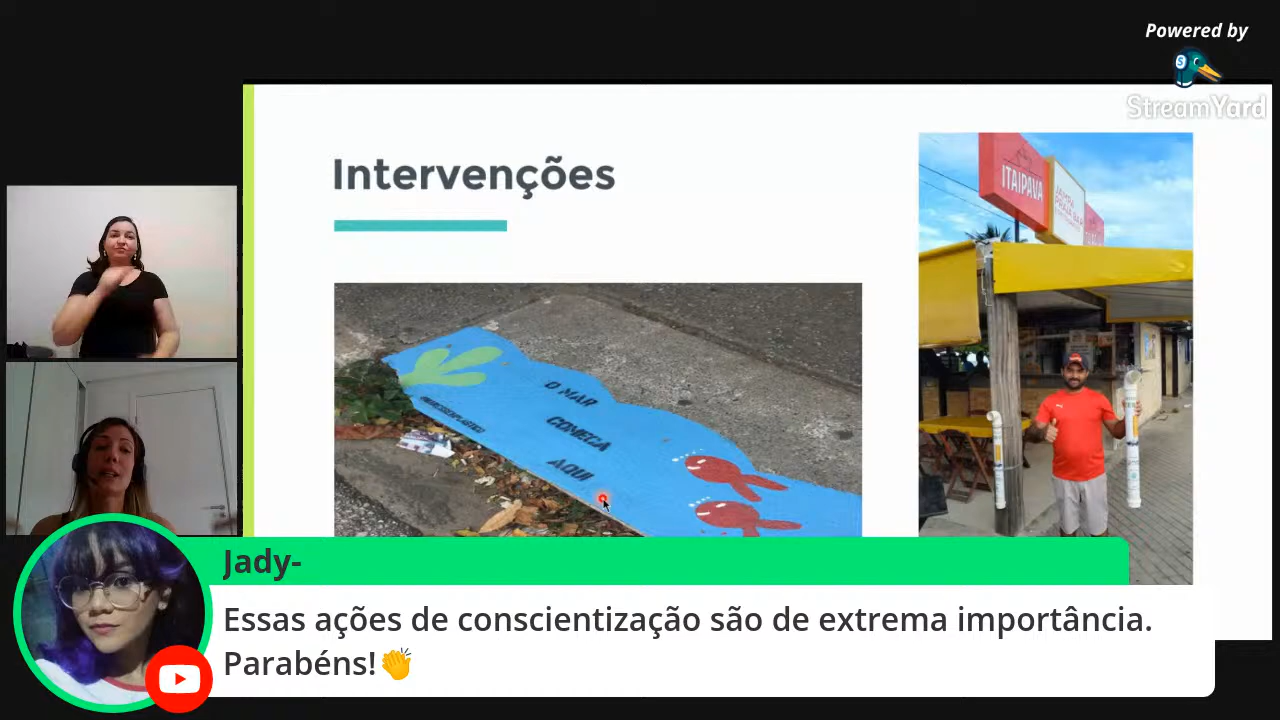 Powered by
StreamYard
Intervenções
ITAIPAVA
O MAR
COMEÇA
AQUI
Jady-
Essas ações de conscientização são de extrema importância.
Parabéns!👏